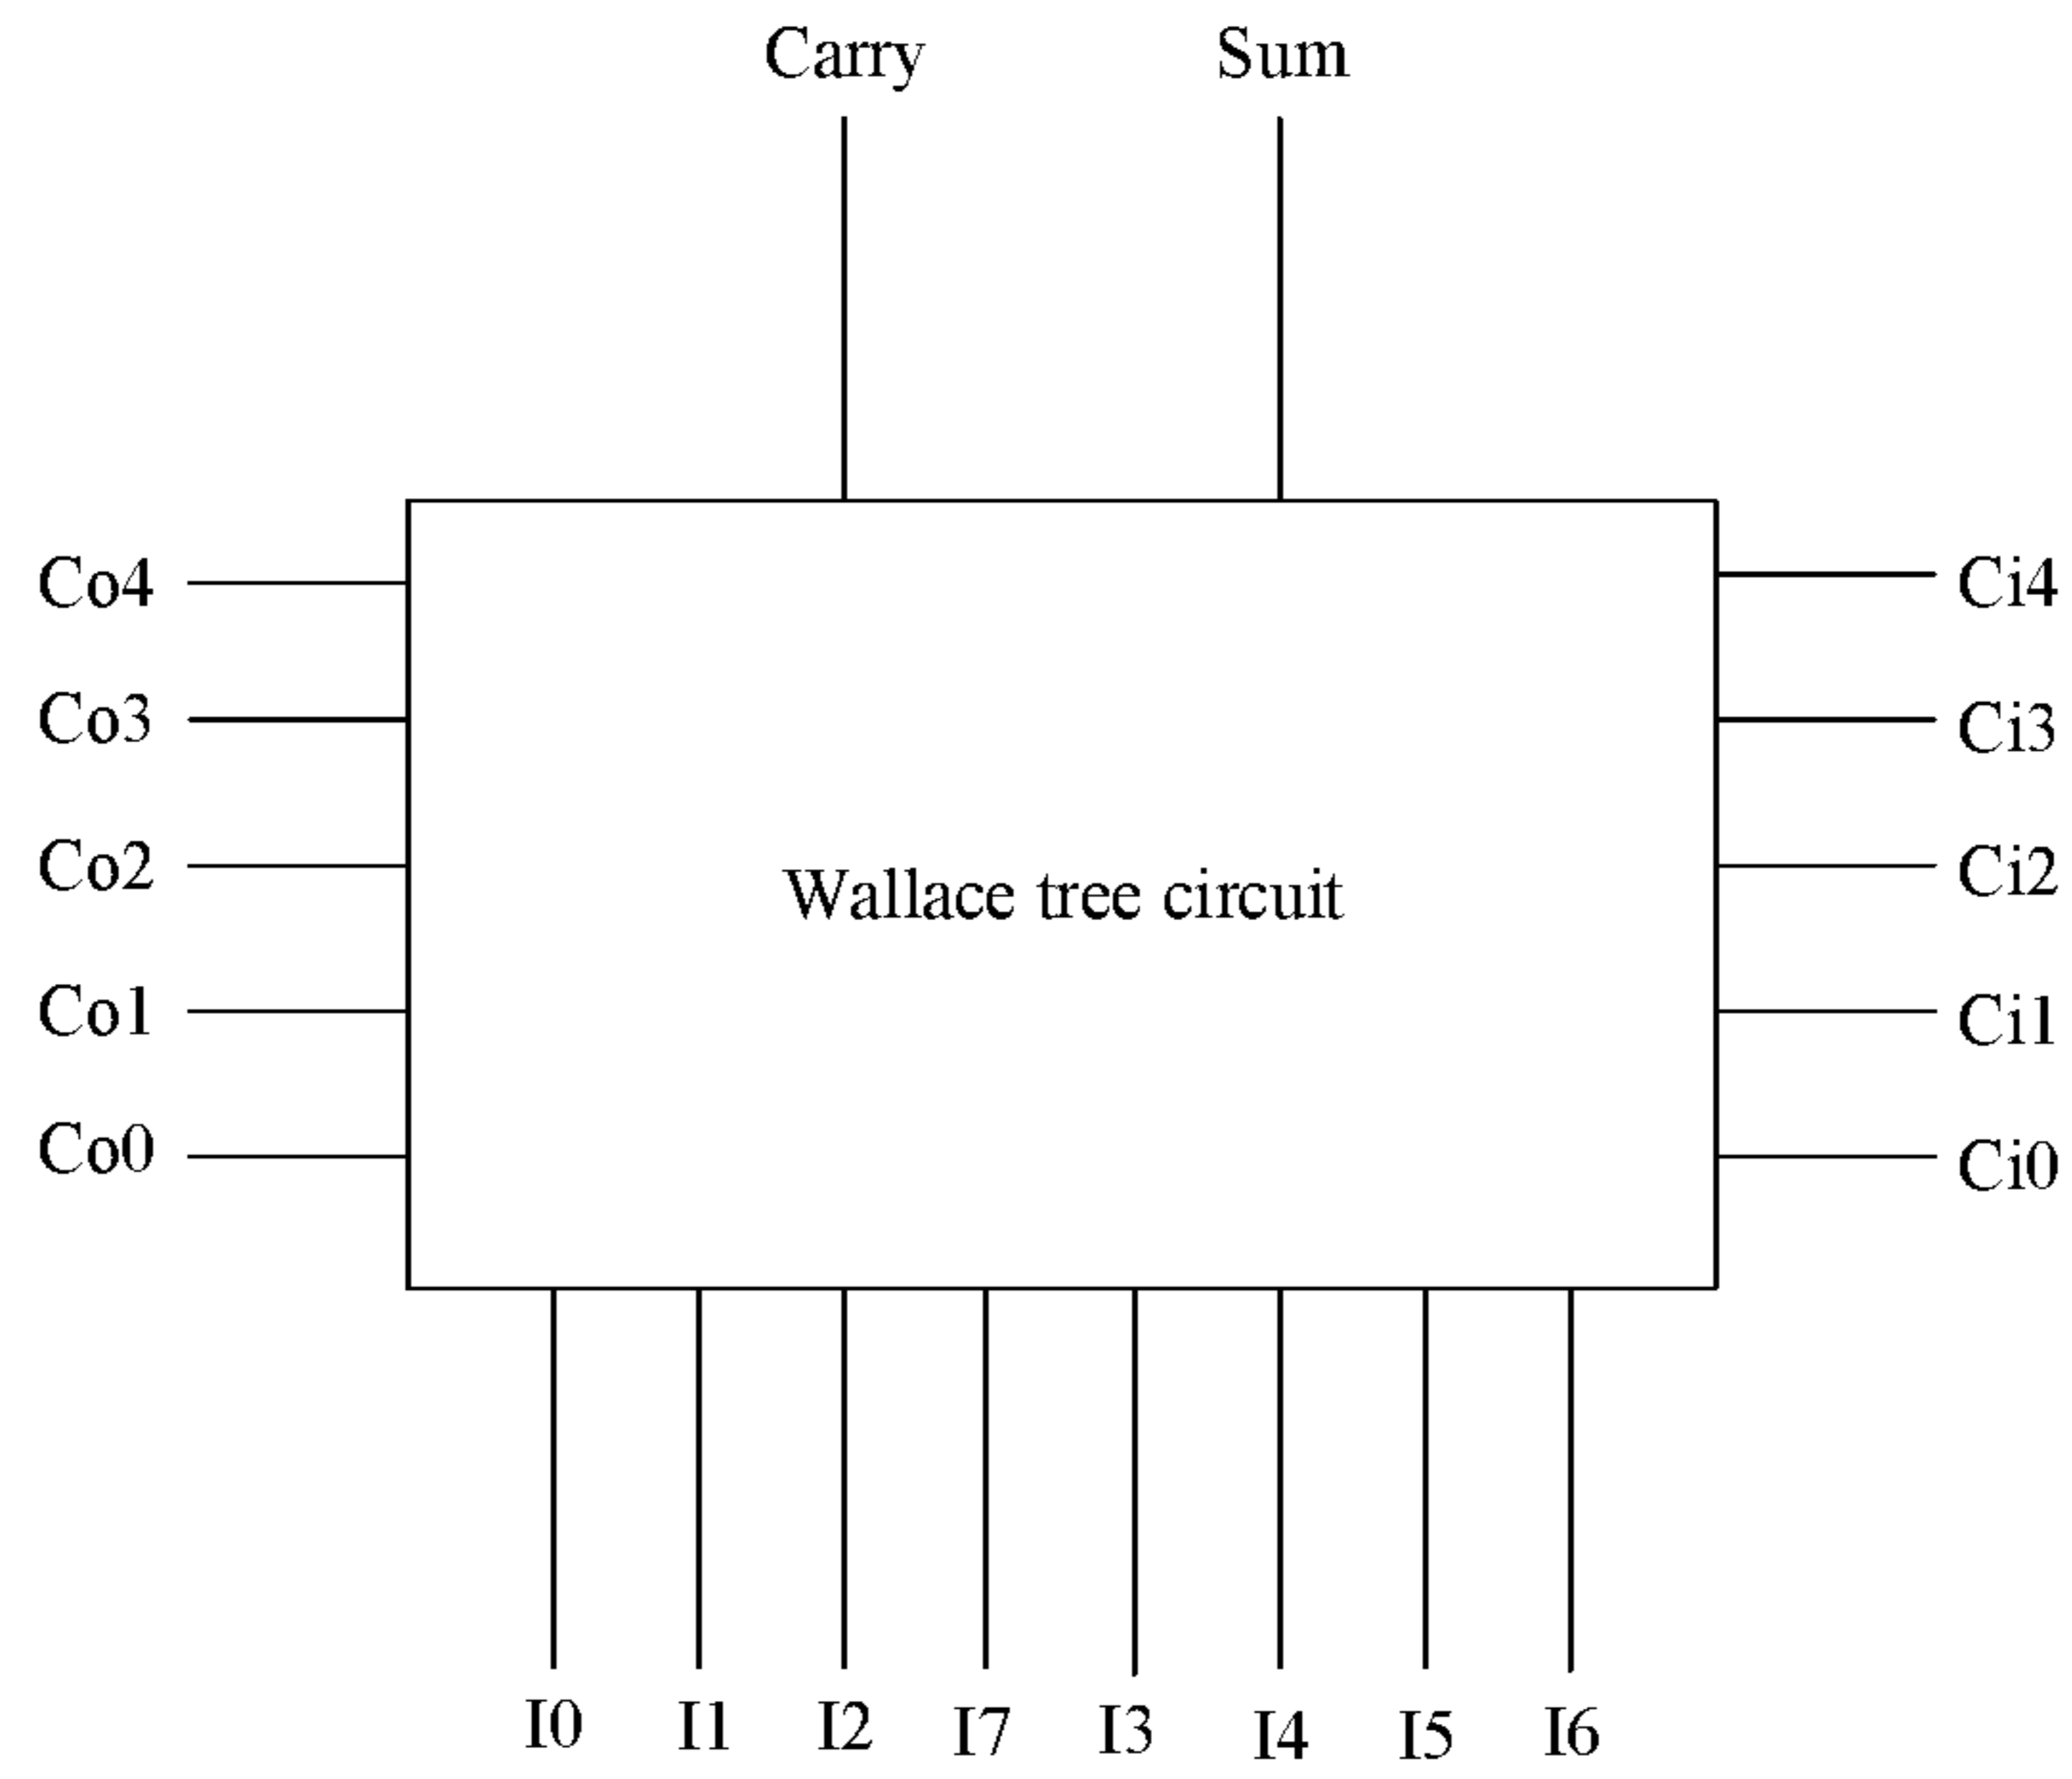 Carry Sum
Co4 Ci4
Co3 Ci3
Co2 Ci2
Wallace tree circuit
Co1 Ci1
Co0 Ci0
I0 I1 I2 I7 I3 I4 I5 I6